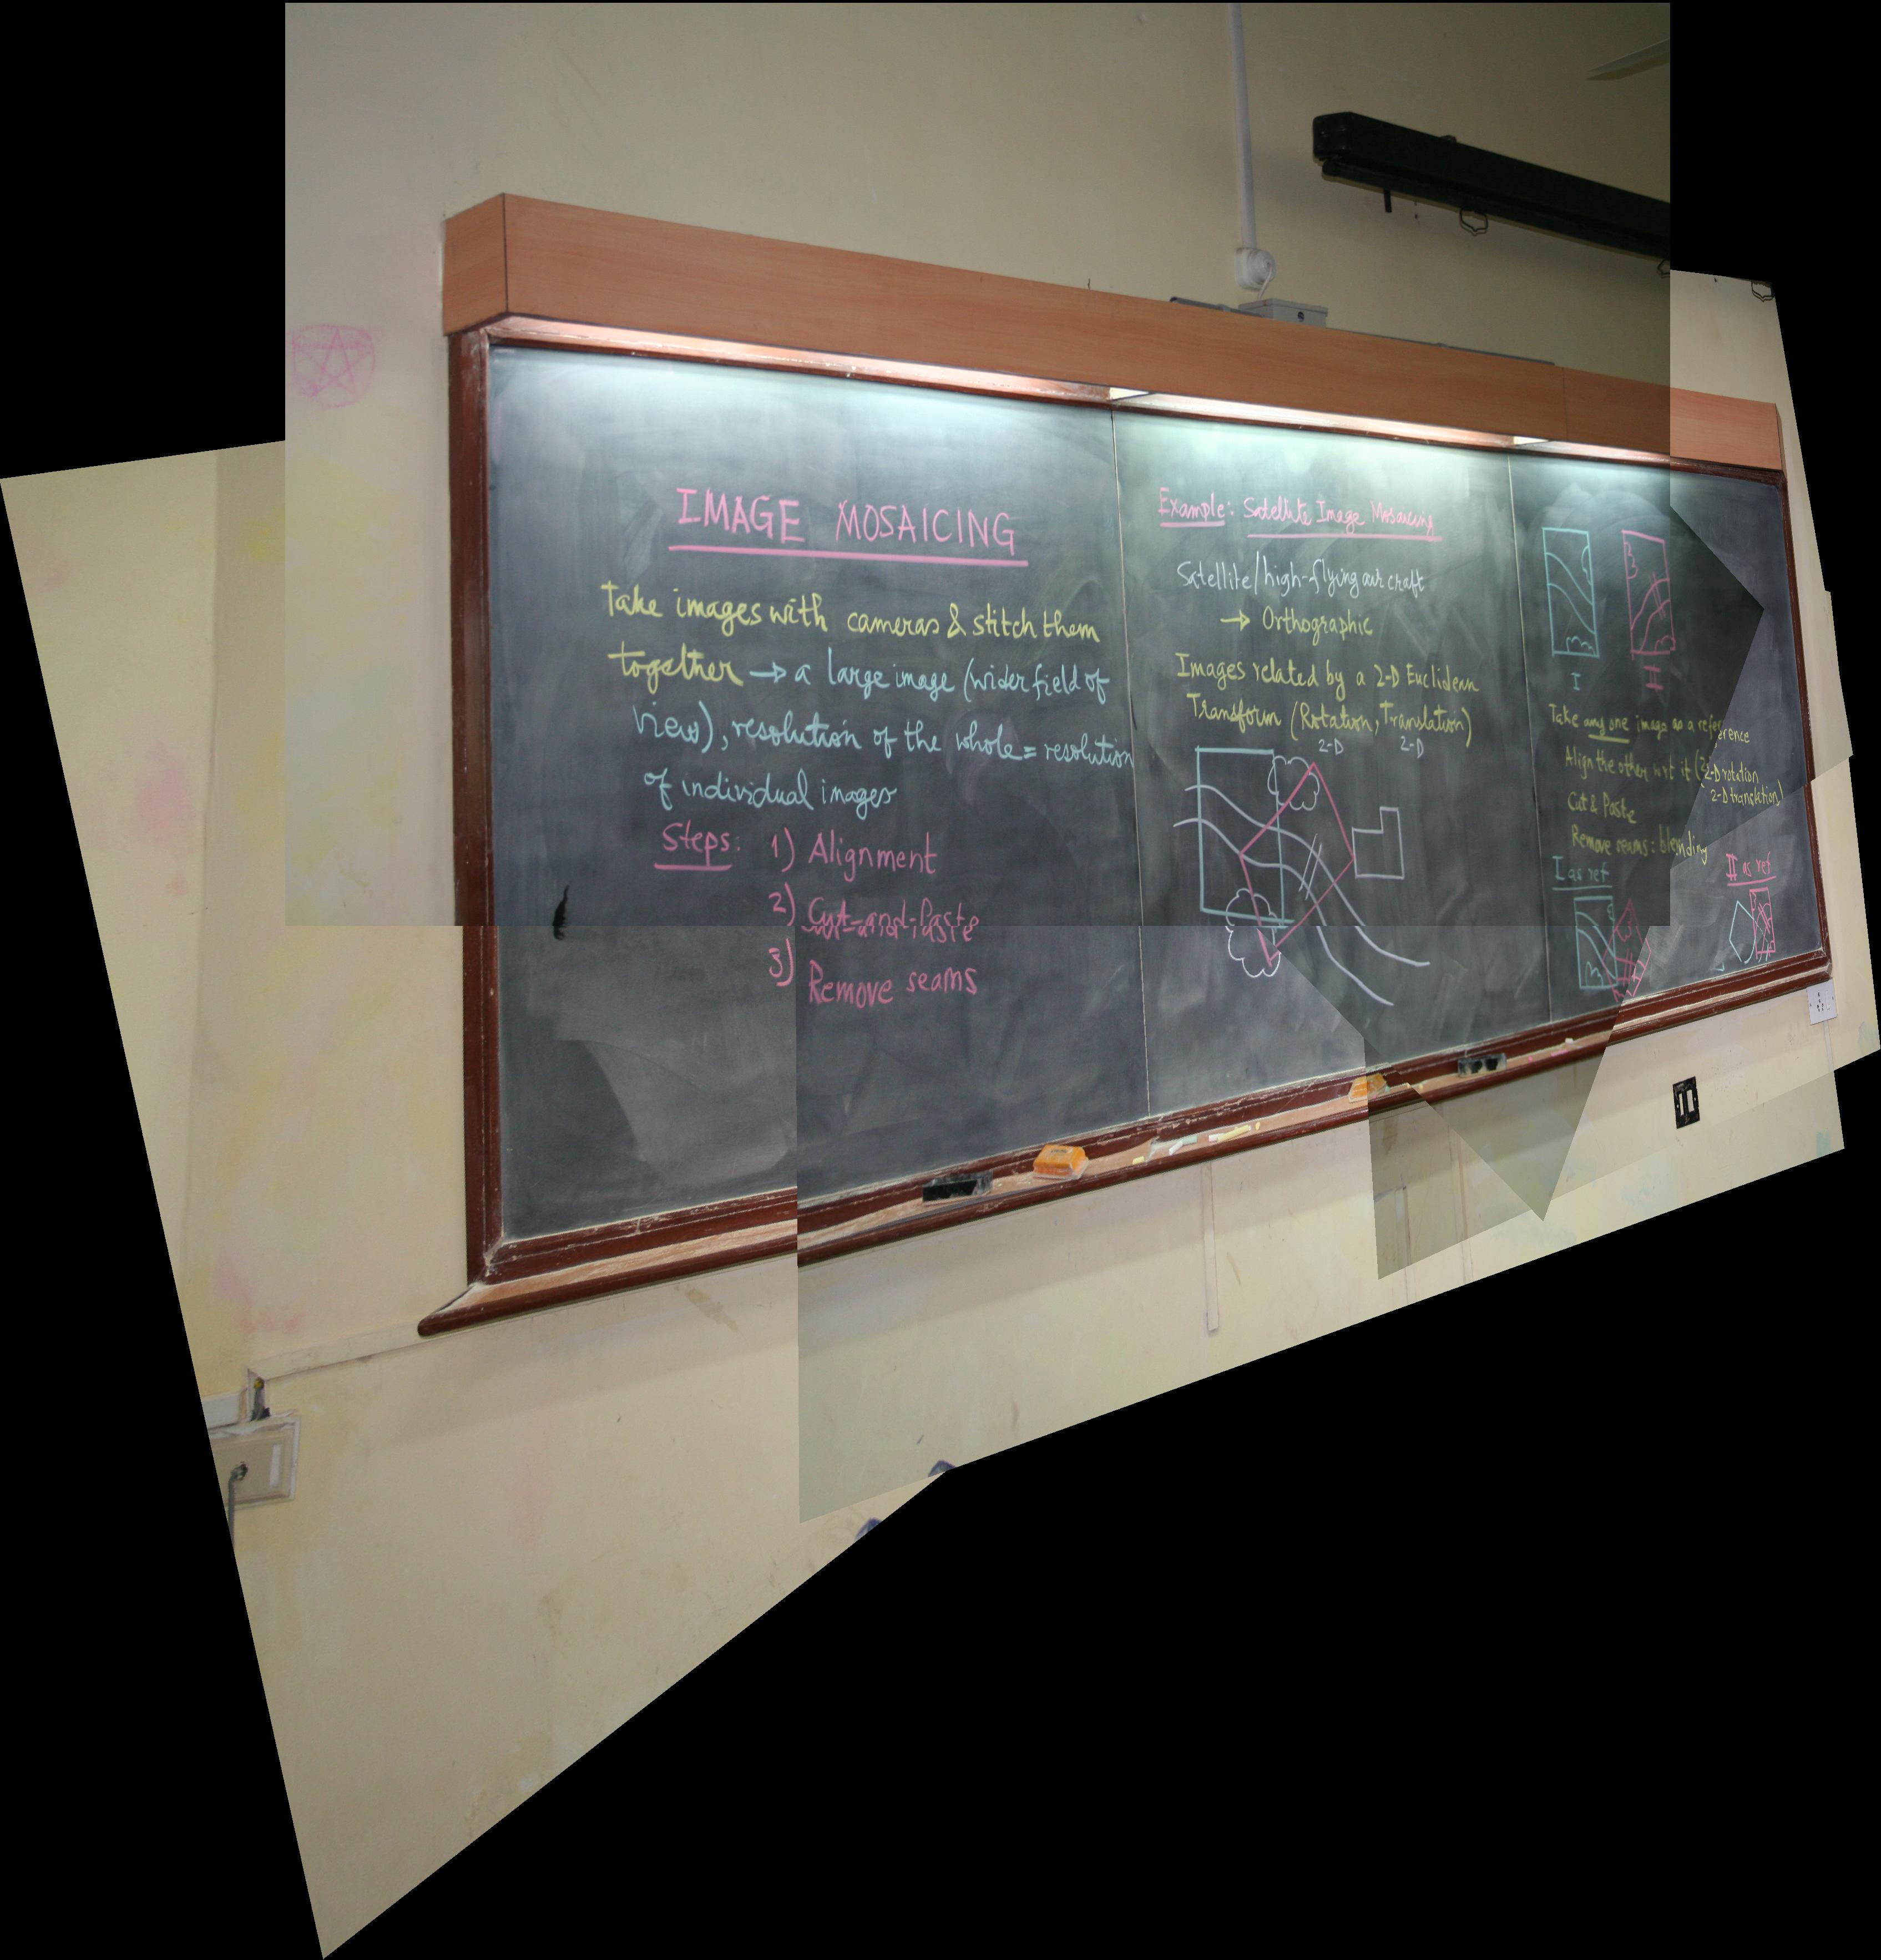 IMAGE MOSAICING
Take images with cameras & stitch them
together → a large image (wider field of
view), resolution of the whole = resolution
of individual images
Steps: 1) Alignment
2) Cut-and-Paste
3) Remove seams
Example: Satellite Image Mosaicing
Satellite/high-flying air craft
→ Orthographic
Images related by a 2-D Euclidean
Transform (Rotation, Translation)
2-D 2-D
I II
Take any one image as a reference
Align the other wrt it (2-D rotation
2-D translation)
Cut & Paste
Remove seams: blending
I as ref II as ref